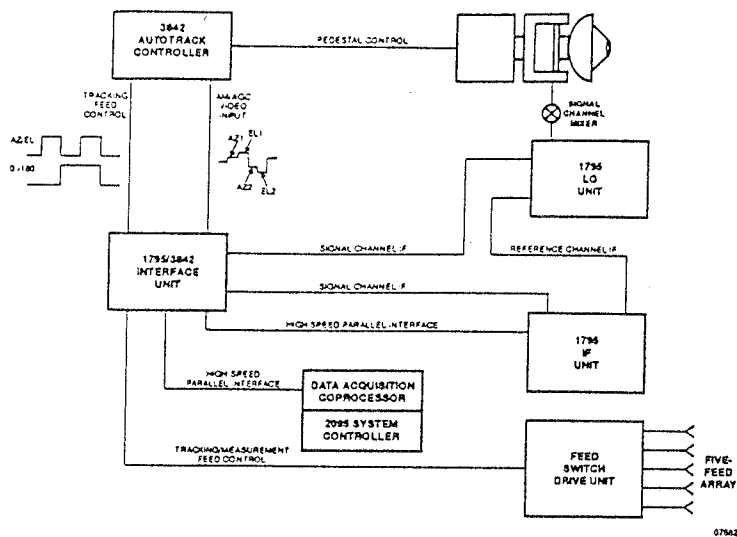 3842
AUTOTRACK
CONTROLLER
PEDESTAL CONTROL
TRACKING
FEED
CONTROL
AM/AGC
VIDEO
INPUT
SIGNAL
CHANNEL
MIXER
AZ/EL
0/180
AZ1
EL1
AZ2
EL2
1795
LO
UNIT
1795/3842
INTERFACE
UNIT
SIGNAL CHANNEL IF
REFERENCE CHANNEL IF
SIGNAL CHANNEL IF
HIGH SPEED PARALLEL INTERFACE
1795
IF
UNIT
HIGH SPEED
PARALLEL INTERFACE
DATA ACQUISITION
COPROCESSOR
2095 SYSTEM
CONTROLLER
TRACKING/MEASUREMENT
FEED CONTROL
FEED
SWITCH
DRIVE UNIT
FIVE-
FEED
ARRAY